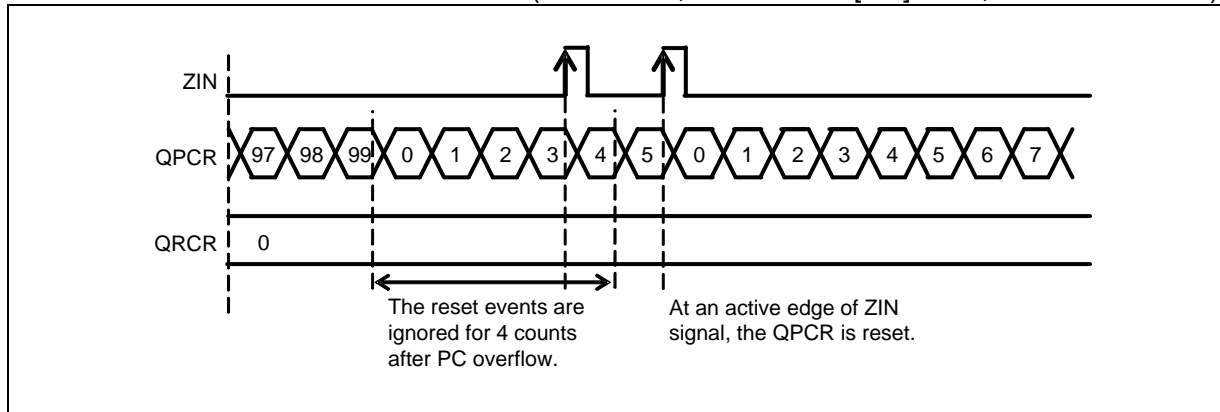 ZIN
QPCR 97 98 99 0 1 2 3 4 5 0 1 2 3 4 5 6 7
QRCR 0
The reset events are
ignored for 4 counts
after PC overflow.
At an active edge of ZIN
signal, the QPCR is reset.